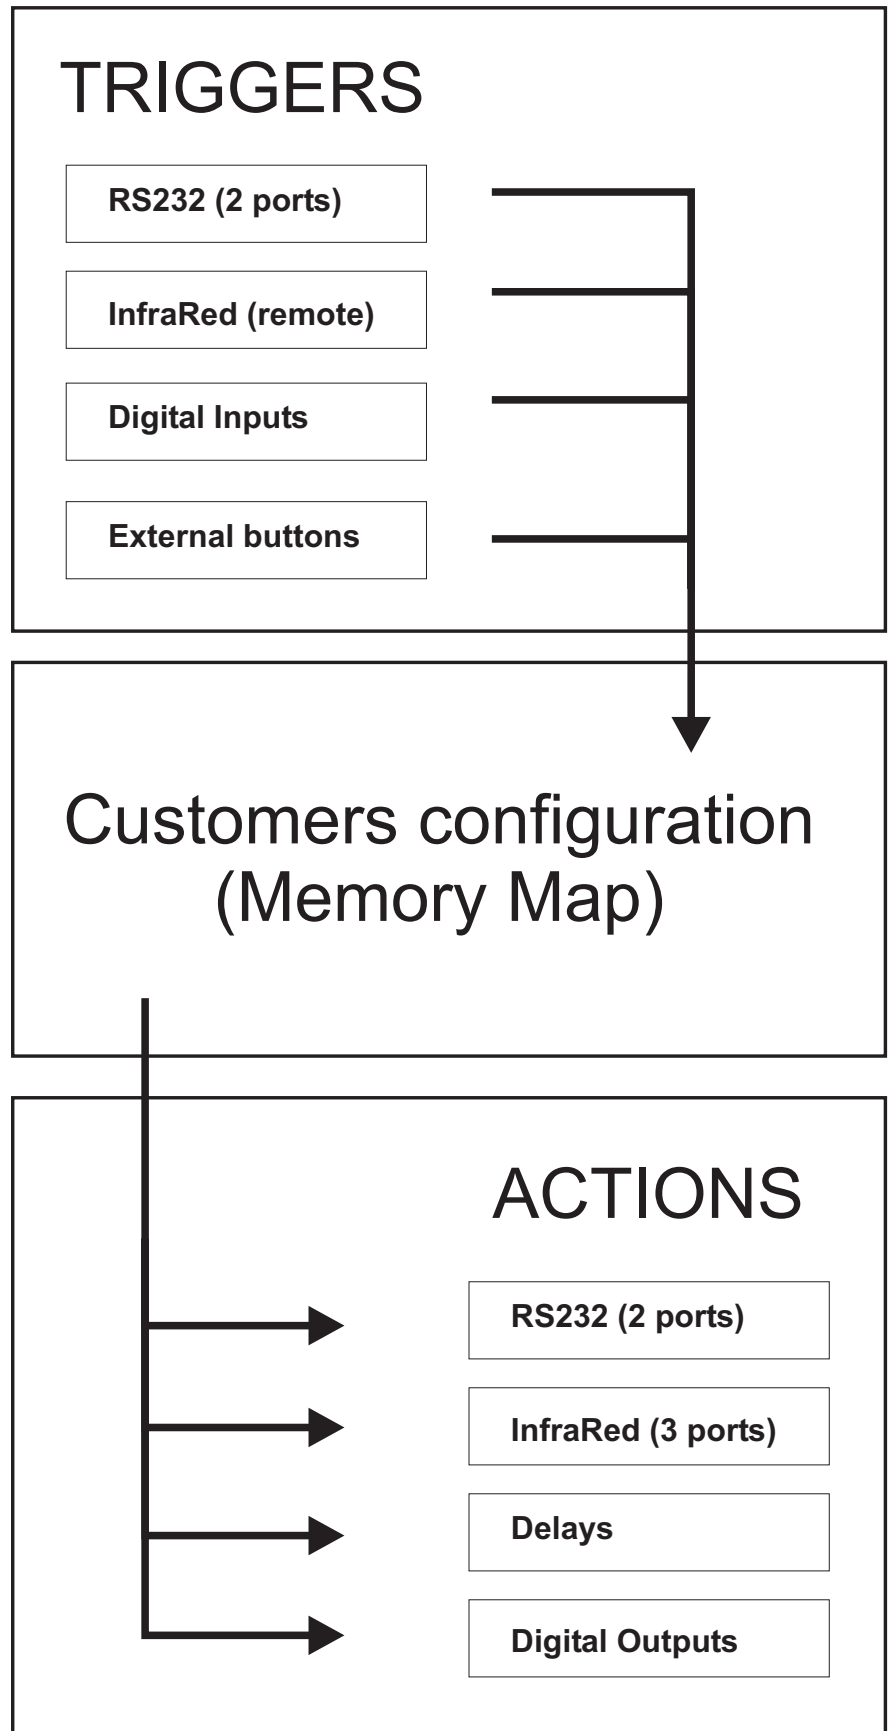 TRIGGERS
RS232 (2 ports)
InfraRed (remote)
Digital Inputs
External buttons
Customers configuration
(Memory Map)
ACTIONS
RS232 (2 ports)
InfraRed (3 ports)
Delays
Digital Outputs